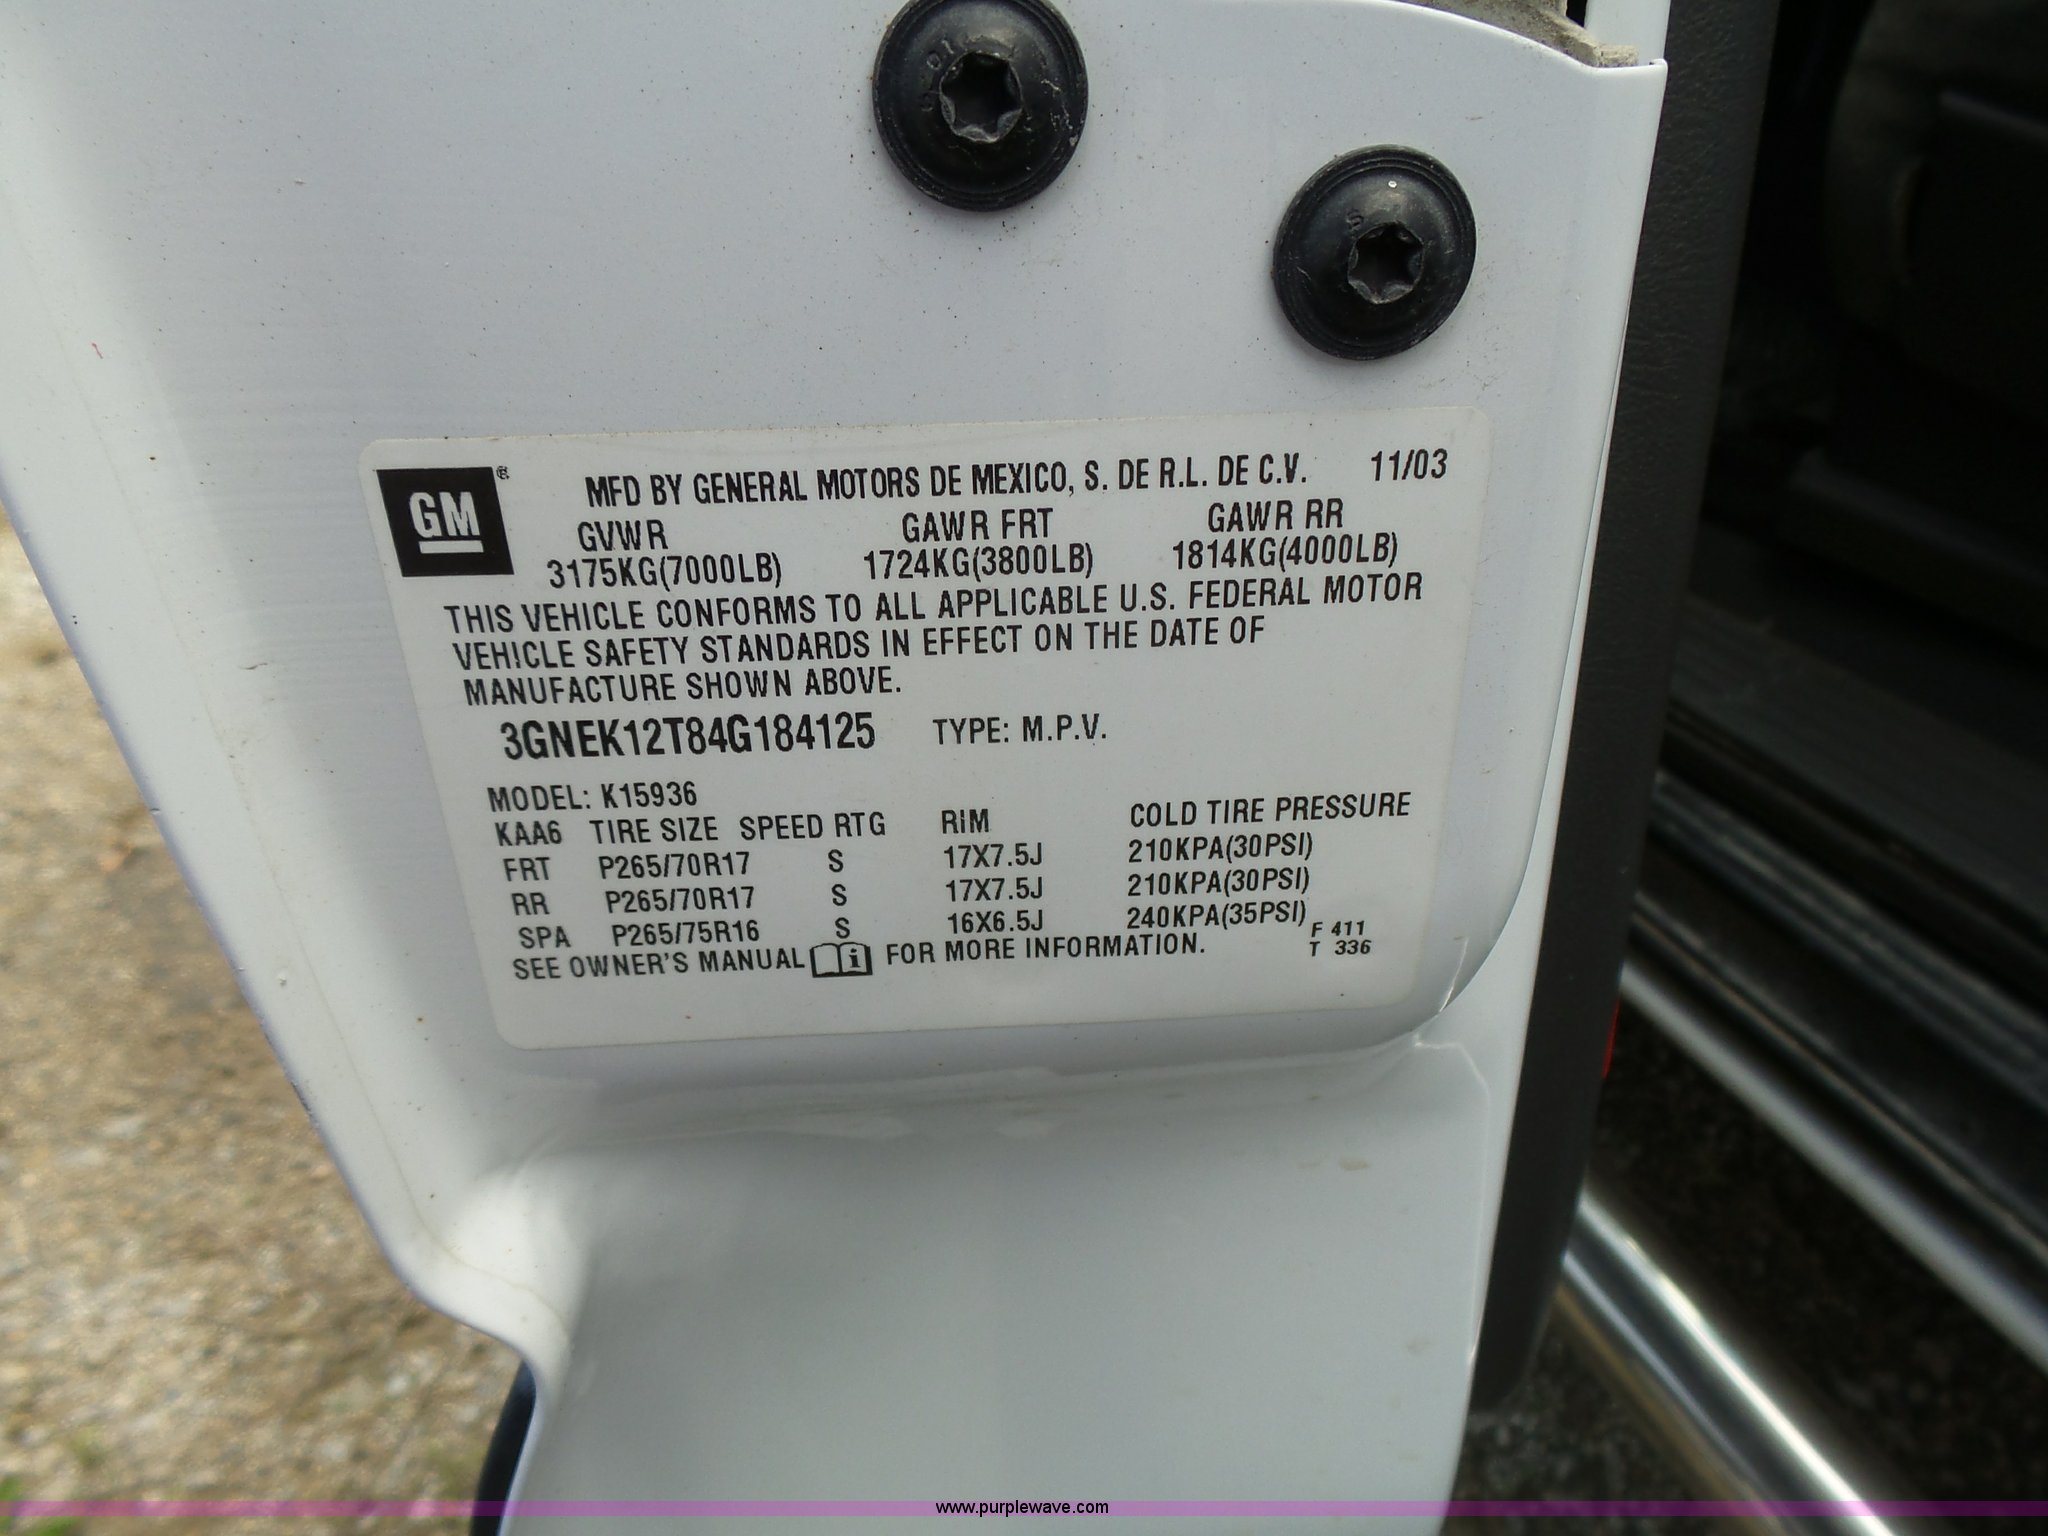 GM ®
MFD BY GENERAL MOTORS DE MEXICO, S. DE R.L. DE C.V. 11/03
GVWR GAWR FRT GAWR RR
3175KG(7000LB) 1724KG(3800LB) 1814KG(4000LB)
THIS VEHICLE CONFORMS TO ALL APPLICABLE U.S. FEDERAL MOTOR
VEHICLE SAFETY STANDARDS IN EFFECT ON THE DATE OF
MANUFACTURE SHOWN ABOVE.
3GNEK12T84G184125 TYPE: M.P.V.
MODEL: K15936
KAA6 TIRE SIZE SPEED RTG RIM COLD TIRE PRESSURE
FRT P265/70R17 S 17X7.5J 210KPA(30PSI)
RR P265/70R17 S 17X7.5J 210KPA(30PSI)
SPA P265/75R16 S 16X6.5J 240KPA(35PSI) F 411
SEE OWNER'S MANUAL i FOR MORE INFORMATION. T 336
www.purplewave.com